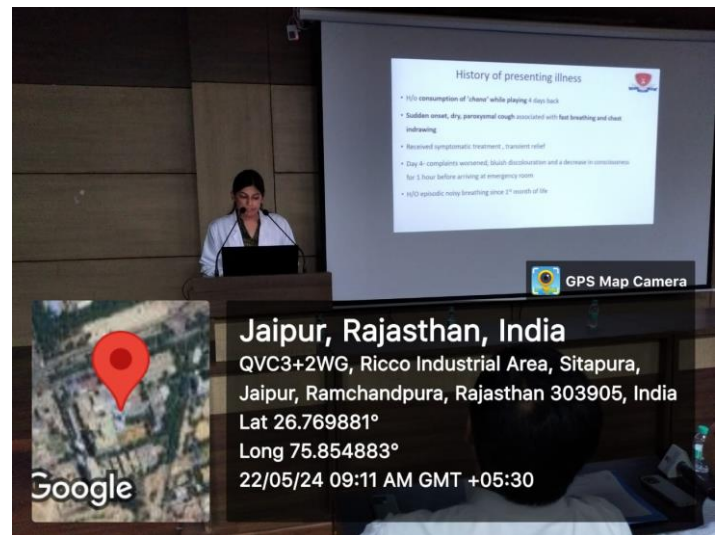 History of presenting illness
• H/o consumption of 'chana' while playing 4 days back
• Sudden onset, dry, paroxysmal cough associated with fast breathing and chest
indrawing
• Received symptomatic treatment , transient relief
• Day 4- complaints worsened, bluish discolouration and a decrease in consciousness
for 1 hour before arriving at emergency room
• H/O episodic noisy breathing since 1st month of life
GPS Map Camera
Jaipur, Rajasthan, India
QVC3+2WG, Ricco Industrial Area, Sitapura,
Jaipur, Ramchandpura, Rajasthan 303905, India
Lat 26.769881°
Long 75.854883°
22/05/24 09:11 AM GMT +05:30
Google